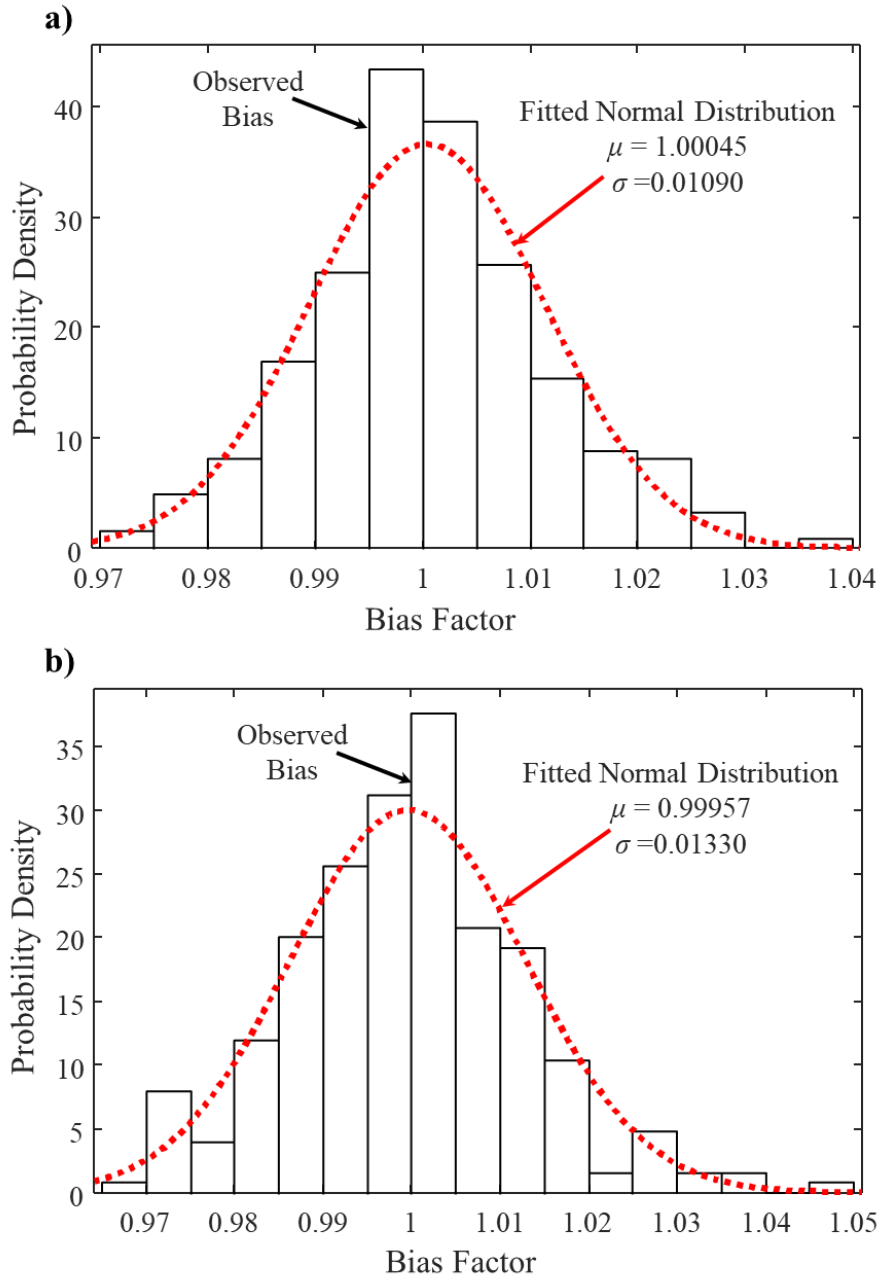 a)
Observed
Bias
Fitted Normal Distribution
μ = 1.00045
σ =0.01090
Probability Density
40
30
20
10
0
0.97 0.98 0.99 1 1.01 1.02 1.03 1.04
Bias Factor
b)
Observed
Bias
Fitted Normal Distribution
μ = 0.99957
σ =0.01330
Probability Density
35
30
25
20
15
10
5
0
0.97 0.98 0.99 1 1.01 1.02 1.03 1.04 1.05
Bias Factor